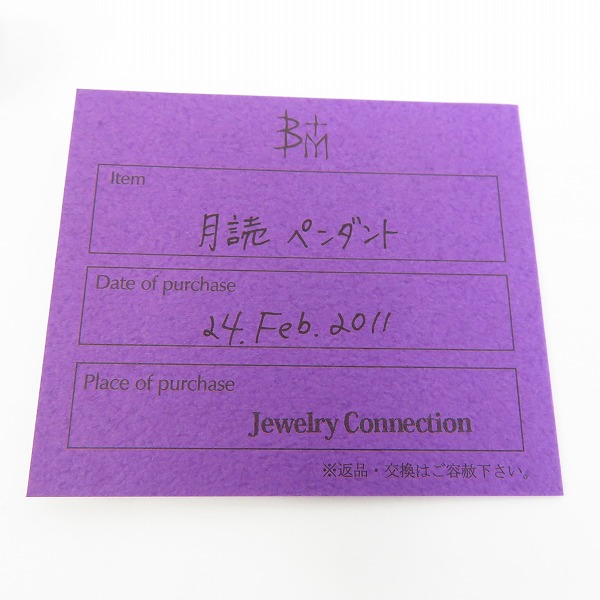 B+M
Item
月読 ペンダント
Date of purchase
24. Feb. 2011
Place of purchase
Jewelry Connection
※返品・交換はご容赦下さい。